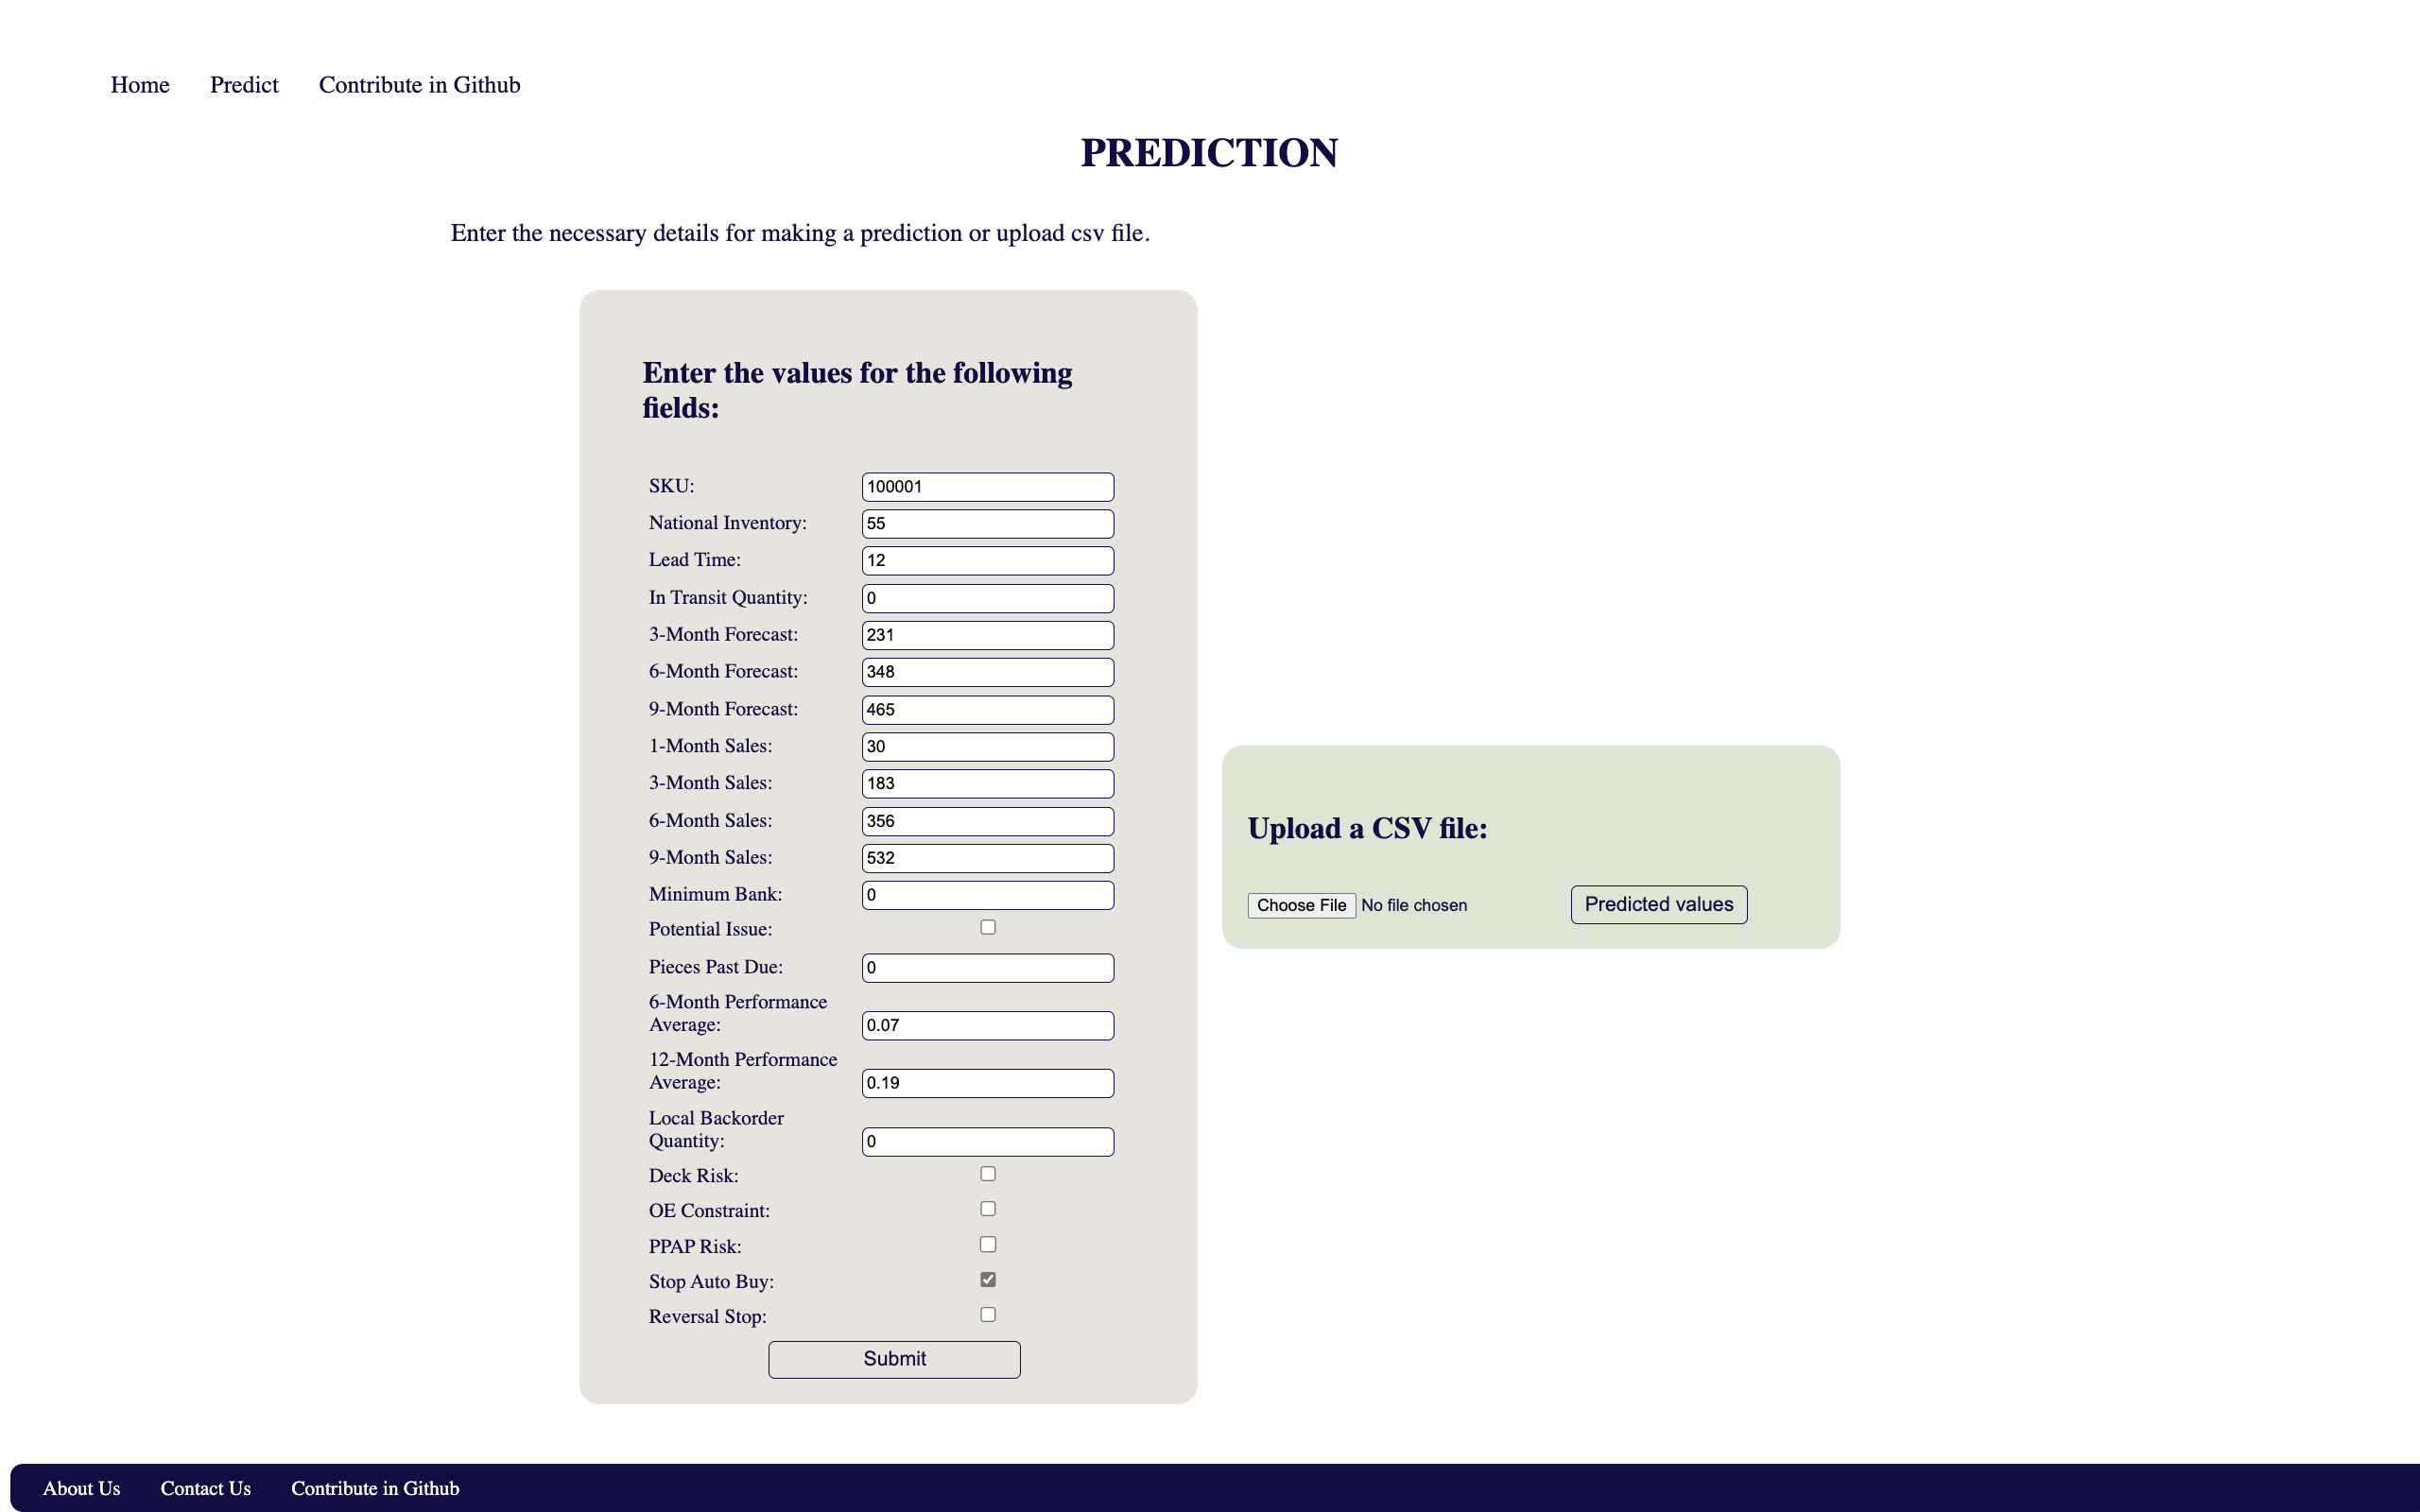 Home Predict Contribute in Github
PREDICTION
Enter the necessary details for making a prediction or upload csv file.
Enter the values for the following
fields:
SKU: 100001
National Inventory: 55
Lead Time: 12
In Transit Quantity: 0
3-Month Forecast: 231
6-Month Forecast: 348
9-Month Forecast: 465
1-Month Sales: 30
3-Month Sales: 183
6-Month Sales: 356
9-Month Sales: 532
Minimum Bank: 0
Potential Issue:
Pieces Past Due: 0
6-Month Performance
Average: 0.07
12-Month Performance
Average: 0.19
Local Backorder
Quantity: 0
Deck Risk:
OE Constraint:
PPAP Risk:
Stop Auto Buy:
Reversal Stop:
Submit
Upload a CSV file:
Choose File No file chosen Predicted values
About Us Contact Us Contribute in Github